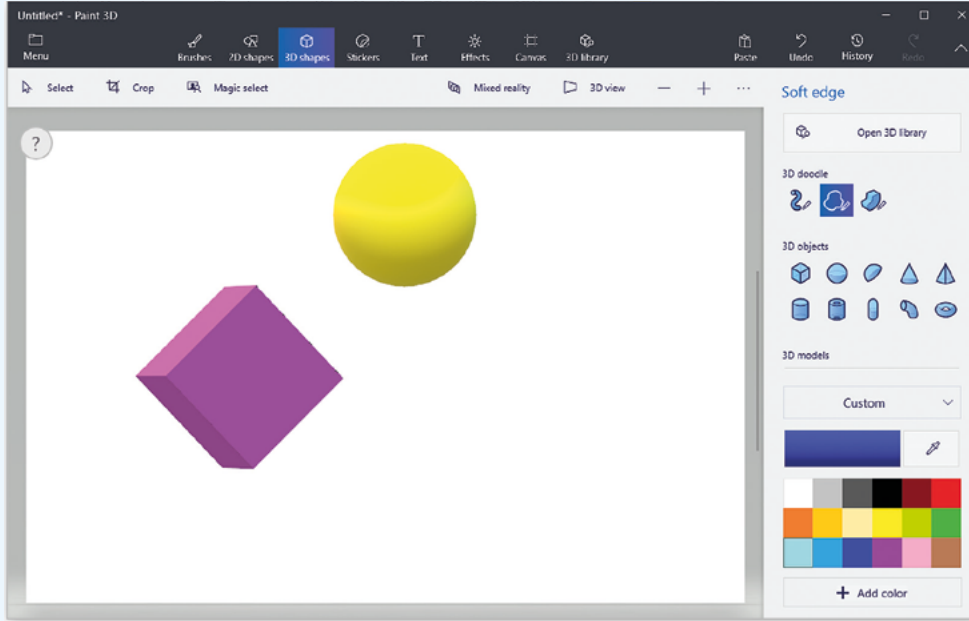 Untitled* - Paint 3D
Menu
Brushes
2D shapes
3D shapes
Stickers
Text
Effects
Canvas
3D library
Paste
Undo
History
Redo
Select
Crop
Magic select
Mixed reality
3D view
Soft edge
?
Open 3D library
3D doodle
3D objects
3D models
Custom
Add color